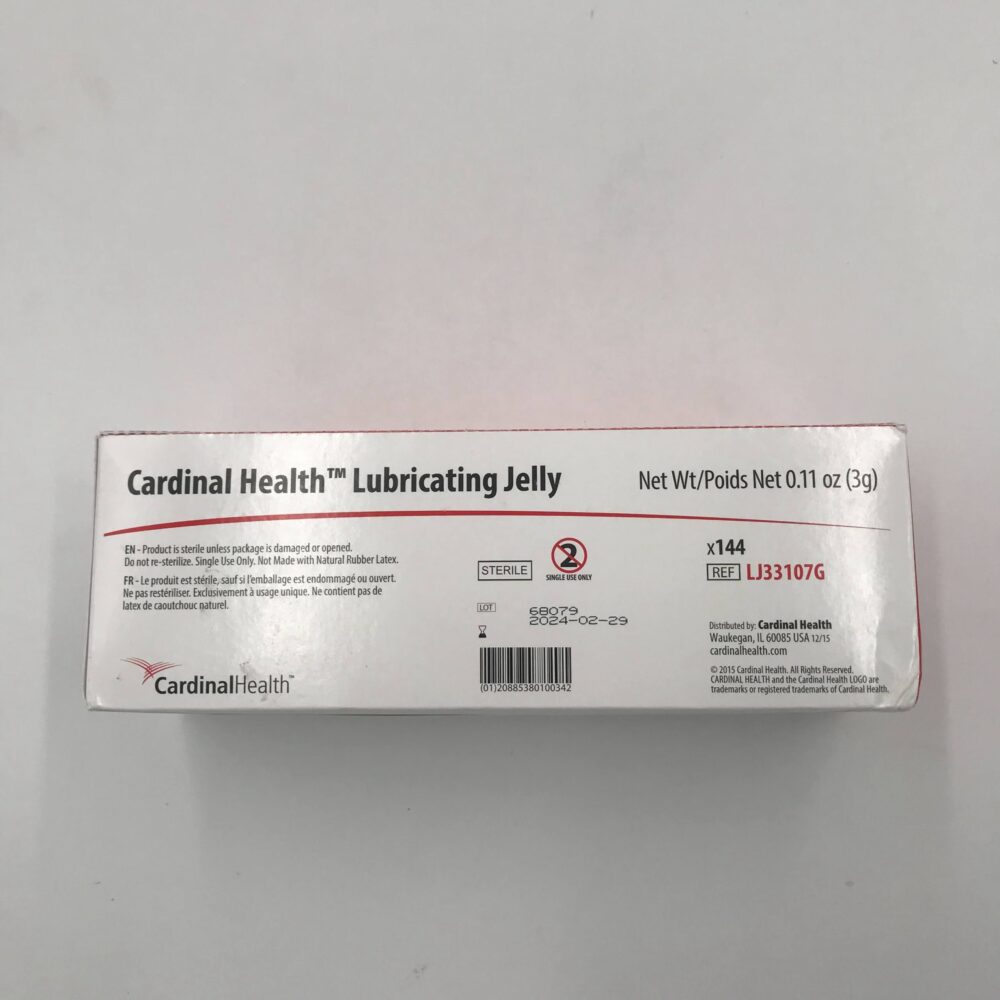 Cardinal Health™ Lubricating Jelly
Net Wt/Poids Net 0.11 oz (3g)
EN - Product is sterile unless package is damaged or opened.
Do not re-sterilize. Single Use Only. Not Made with Natural Rubber Latex.
FR - Le produit est stérile, sauf si l'emballage est endommagé ou ouvert.
Ne pas restériliser. Exclusivement à usage unique. Ne contient pas de
latex de caoutchouc naturel.
CardinalHealth™
STERILE
2
SINGLE USE ONLY
LOT 68079
2024-02-29
(01)20885380100342
x144
REF LJ33107G
Distributed by: Cardinal Health
Waukegan, IL 60085 USA 12/15
cardinalhealth.com
© 2015 Cardinal Health. All Rights Reserved.
CARDINAL HEALTH and the Cardinal Health LOGO are
trademarks or registered trademarks of Cardinal Health.